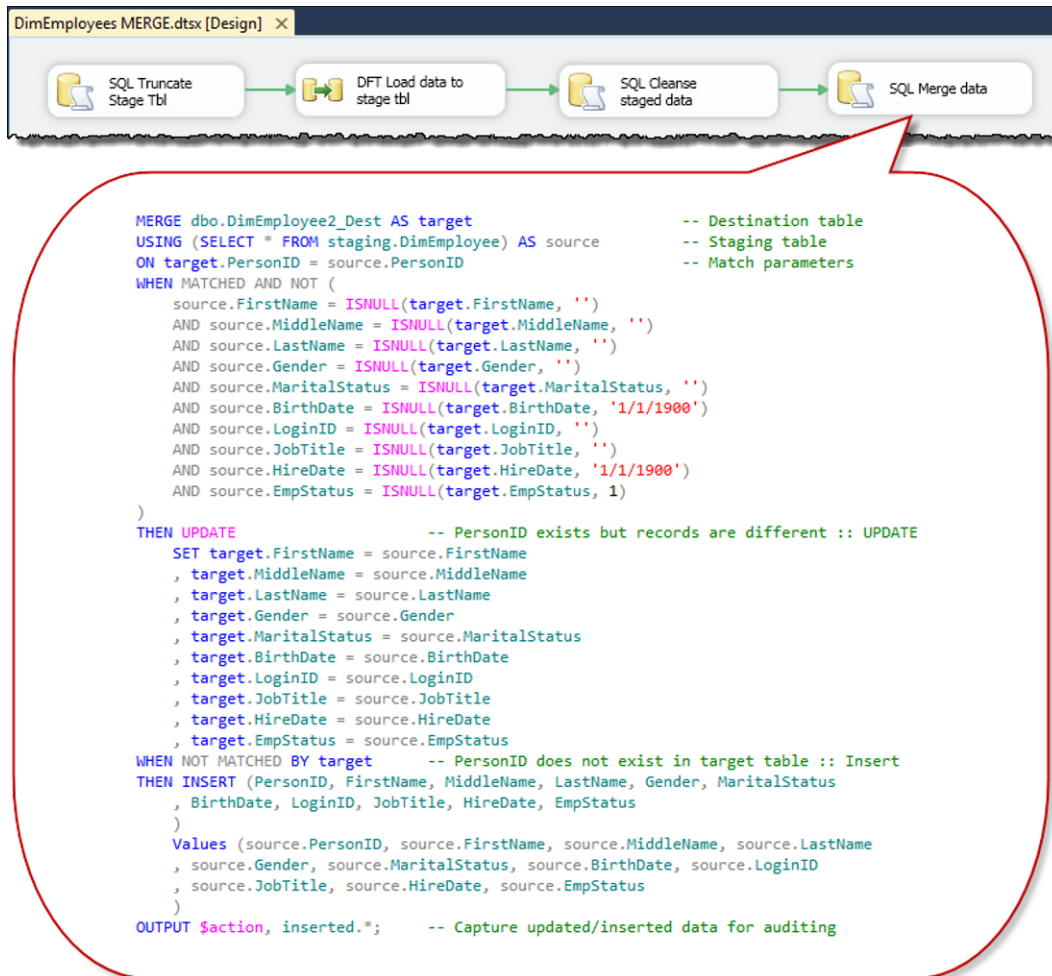 DimEmployees MERGE.dtsx [Design] ×
SQL Truncate
Stage Tbl
DFT Load data to
stage tbl
SQL Cleanse
staged data
SQL Merge data
MERGE dbo.DimEmployee2_Dest AS target -- Destination table
USING (SELECT * FROM staging.DimEmployee) AS source -- Staging table
ON target.PersonID = source.PersonID -- Match parameters
WHEN MATCHED AND NOT (
source.FirstName = ISNULL(target.FirstName, '')
AND source.MiddleName = ISNULL(target.MiddleName, '')
AND source.LastName = ISNULL(target.LastName, '')
AND source.Gender = ISNULL(target.Gender, '')
AND source.MaritalStatus = ISNULL(target.MaritalStatus, '')
AND source.BirthDate = ISNULL(target.BirthDate, '1/1/1900')
AND source.LoginID = ISNULL(target.LoginID, '')
AND source.JobTitle = ISNULL(target.JobTitle, '')
AND source.HireDate = ISNULL(target.HireDate, '1/1/1900')
AND source.EmpStatus = ISNULL(target.EmpStatus, 1)
)
THEN UPDATE -- PersonID exists but records are different :: UPDATE
SET target.FirstName = source.FirstName
, target.MiddleName = source.MiddleName
, target.LastName = source.LastName
, target.Gender = source.Gender
, target.MaritalStatus = source.MaritalStatus
, target.BirthDate = source.BirthDate
, target.LoginID = source.LoginID
, target.JobTitle = source.JobTitle
, target.HireDate = source.HireDate
, target.EmpStatus = source.EmpStatus
WHEN NOT MATCHED BY target -- PersonID does not exist in target table :: Insert
THEN INSERT (PersonID, FirstName, MiddleName, LastName, Gender, MaritalStatus
, BirthDate, LoginID, JobTitle, HireDate, EmpStatus
)
Values (source.PersonID, source.FirstName, source.MiddleName, source.LastName
, source.Gender, source.MaritalStatus, source.BirthDate, source.LoginID
, source.JobTitle, source.HireDate, source.EmpStatus
)
OUTPUT $action, inserted.*; -- Capture updated/inserted data for auditing